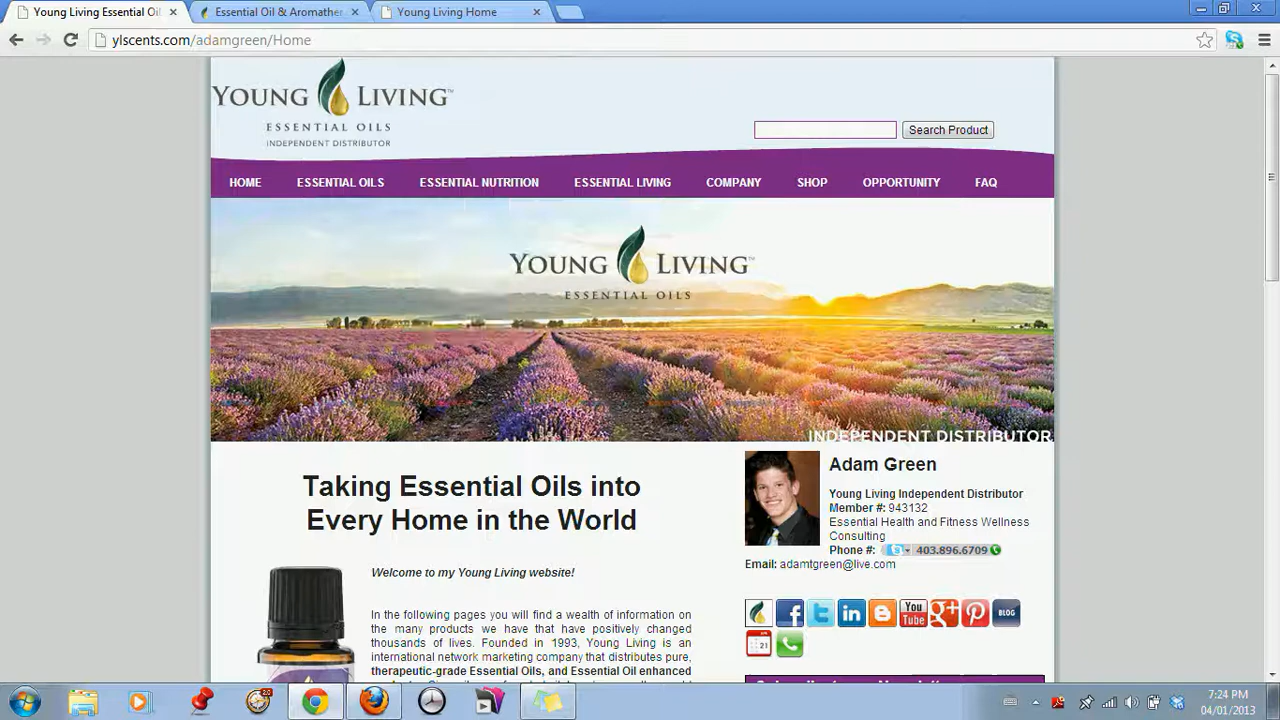 Young Living Essential Oil
Essential Oil & Aromather
Young Living Home
ylscents.com/adamgreen/Home
YOUNG LIVING™
ESSENTIAL OILS
INDEPENDENT DISTRIBUTOR
Search Product
HOME ESSENTIAL OILS ESSENTIAL NUTRITION ESSENTIAL LIVING COMPANY SHOP OPPORTUNITY FAQ
YOUNG LIVING™
ESSENTIAL OILS
INDEPENDENT DISTRIBUTOR
Taking Essential Oils into
Every Home in the World
Welcome to my Young Living website!
In the following pages you will find a wealth of information on
the many products we have that have positively changed
thousands of lives. Founded in 1993, Young Living is an
international network marketing company that distributes pure,
therapeutic-grade Essential Oils, and Essential Oil enhanced
Adam Green
Young Living Independent Distributor
Member #: 943132
Essential Health and Fitness Wellness
Consulting
Phone #: 403.896.6709
Email: adamtgreen@live.com
You
Tube
BLOG
21
7:24 PM
04/01/2013